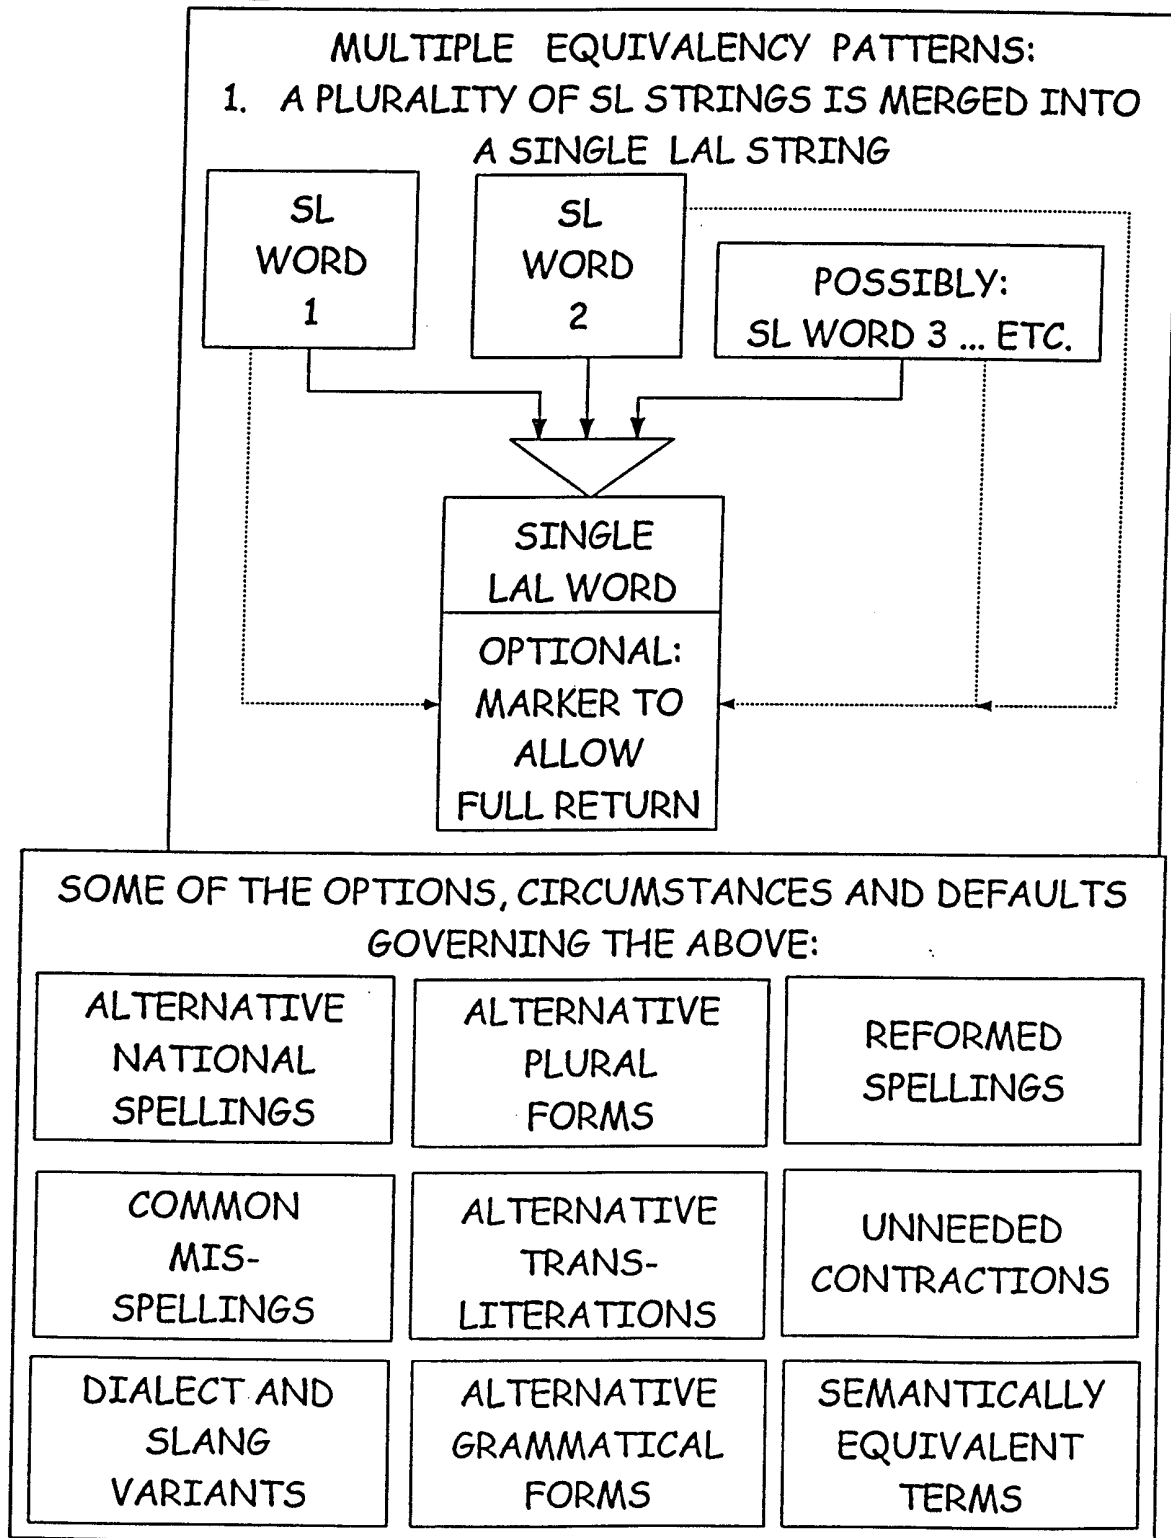 MULTIPLE EQUIVALENCY PATTERNS:
1. A PLURALITY OF SL STRINGS IS MERGED INTO
A SINGLE LAL STRING
SL
WORD
1
SL
WORD
2
POSSIBLY:
SL WORD 3 ... ETC.
SINGLE
LAL WORD
OPTIONAL:
MARKER TO
ALLOW
FULL RETURN
SOME OF THE OPTIONS, CIRCUMSTANCES AND DEFAULTS
GOVERNING THE ABOVE:
ALTERNATIVE
NATIONAL
SPELLINGS
ALTERNATIVE
PLURAL
FORMS
REFORMED
SPELLINGS
COMMON
MIS-
SPELLINGS
ALTERNATIVE
TRANS-
LITERATIONS
UNNEEDED
CONTRACTIONS
DIALECT AND
SLANG
VARIANTS
ALTERNATIVE
GRAMMATICAL
FORMS
SEMANTICALLY
EQUIVALENT
TERMS